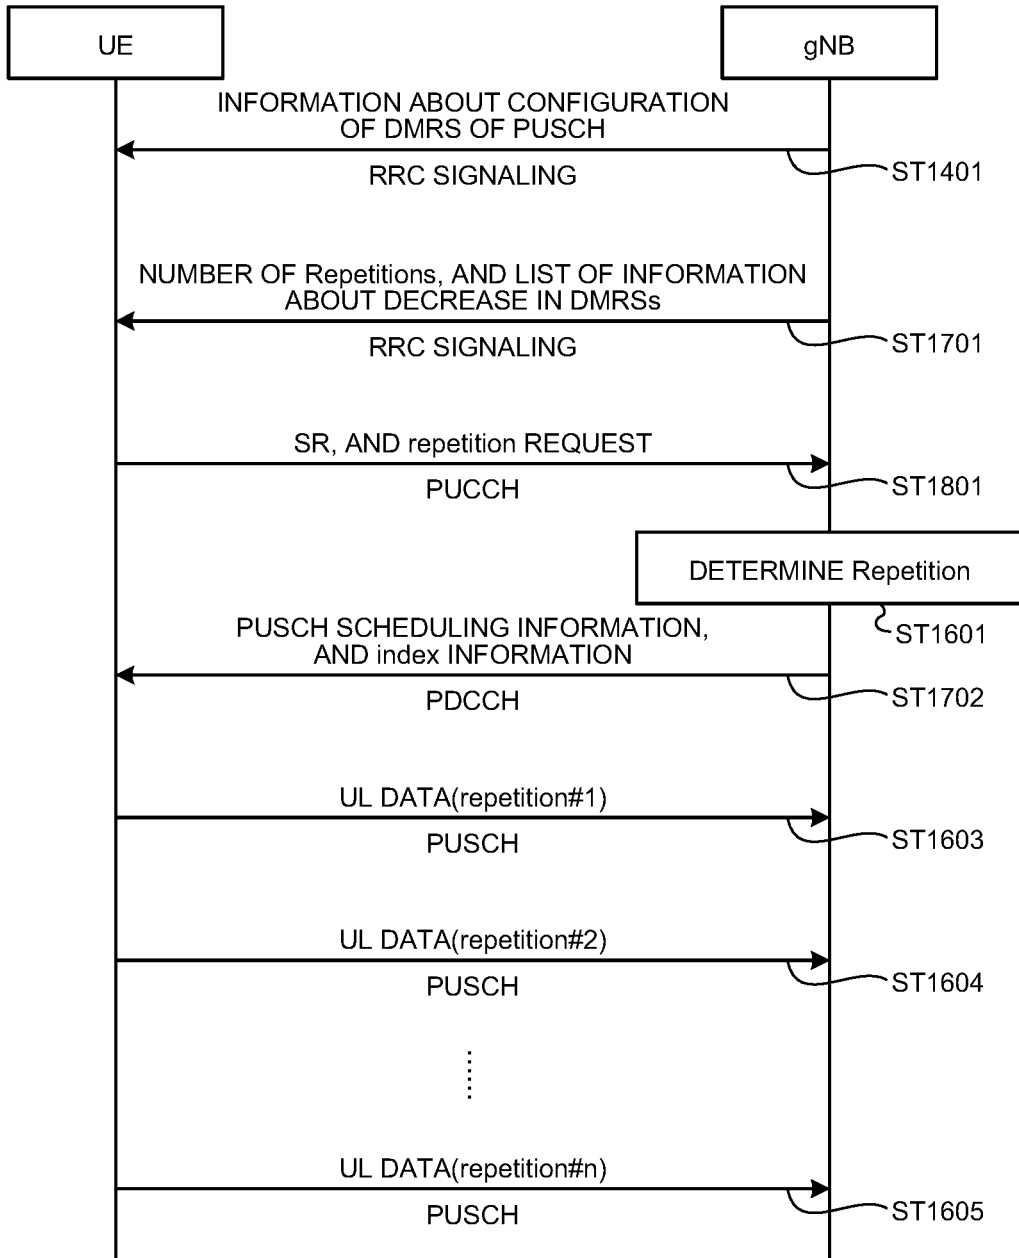 UE
gNB
INFORMATION ABOUT CONFIGURATION
OF DMRS OF PUSCH
RRC SIGNALING
ST1401
NUMBER OF Repetitions, AND LIST OF INFORMATION
ABOUT DECREASE IN DMRSs
RRC SIGNALING
ST1701
SR, AND repetition REQUEST
PUCCH
ST1801
DETERMINE Repetition
ST1601
PUSCH SCHEDULING INFORMATION,
AND index INFORMATION
PDCCH
ST1702
UL DATA(repetition#1)
PUSCH
ST1603
UL DATA(repetition#2)
PUSCH
ST1604
UL DATA(repetition#n)
PUSCH
ST1605